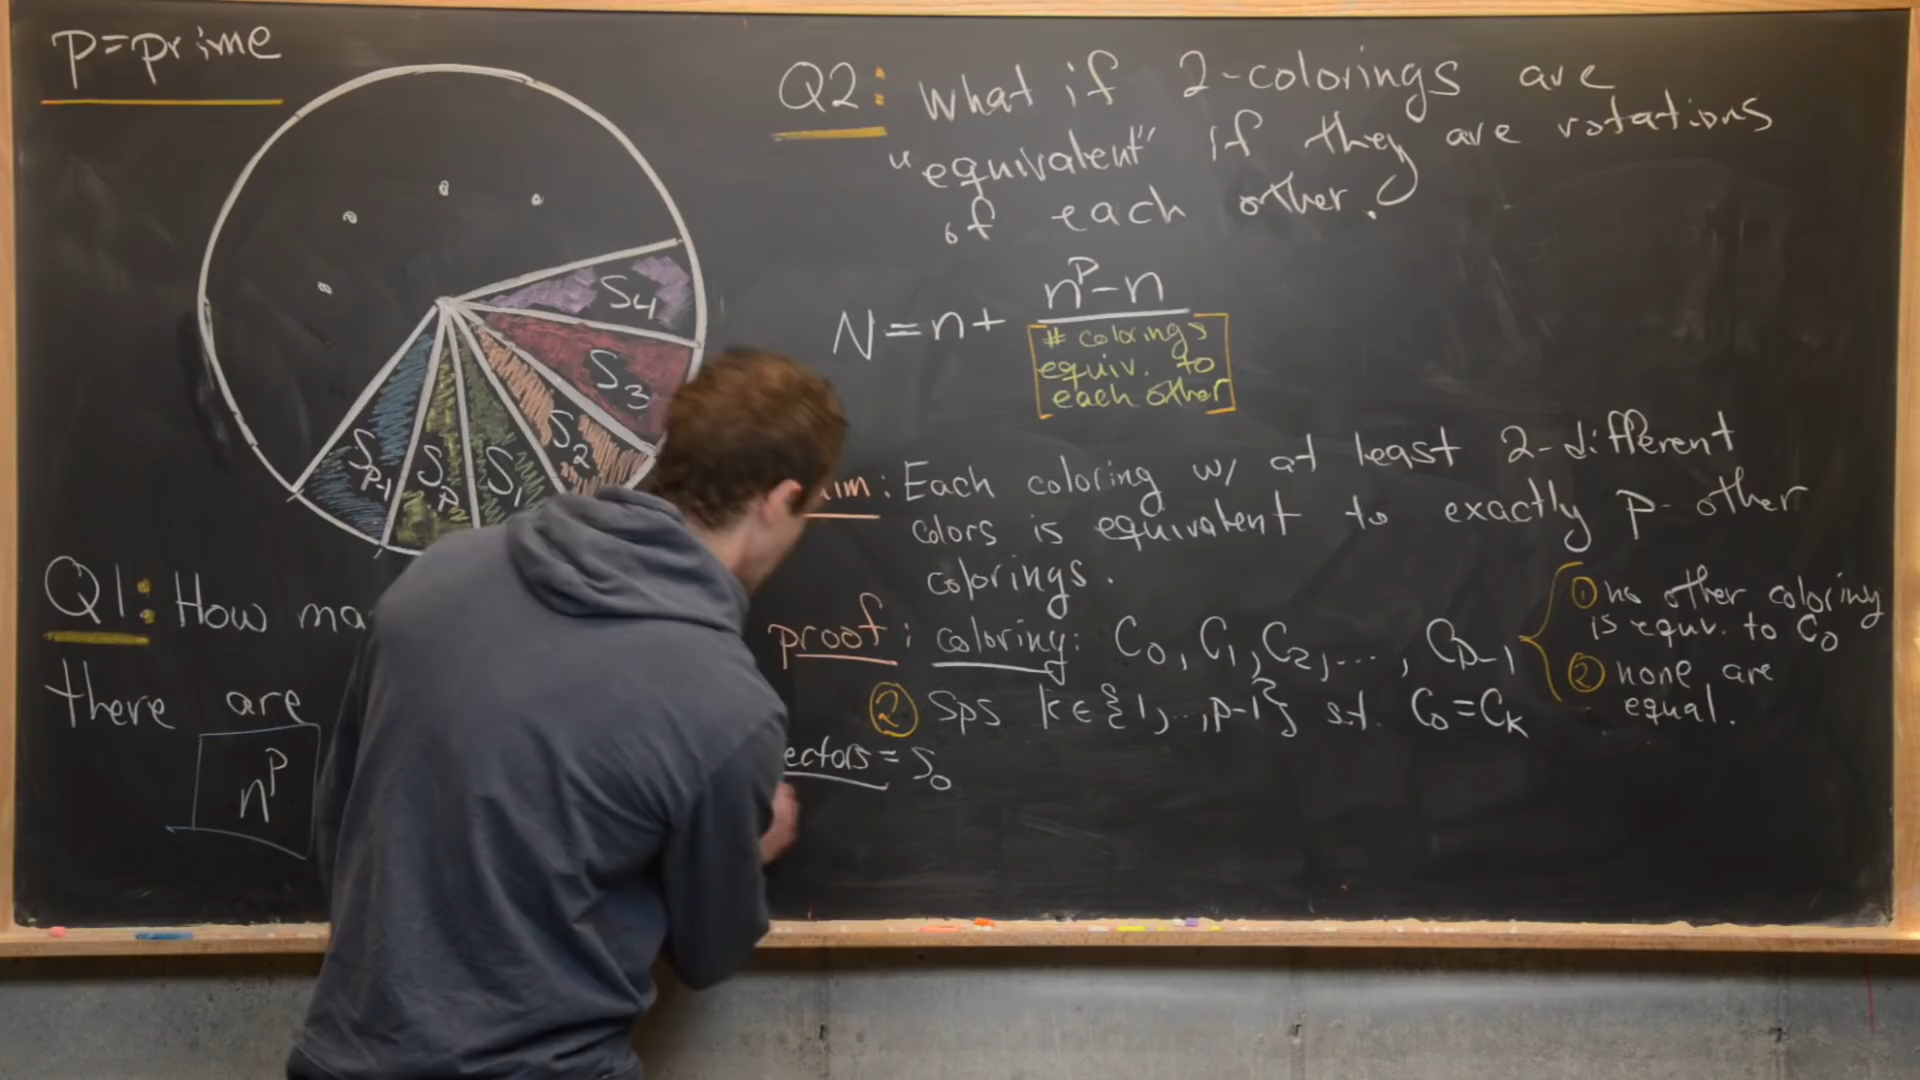 p=prime
S4
S3
S2
S1
Sp
Sp-1
Q1: How
there are
n^p
Q2: What if 2-colorings are
"equivalent" if they are rotations
of each other.
N=n+ n^p-n
# colorings
equiv. to
each other
: Each coloring w/ at least 2-different
colors is equivalent to exactly p- other
colorings.
proof: coloring: C0, C1, C2, ..., Cp-1
① no other coloring
is equiv. to C0
② none are
equal.
② Sps k∈{1,...,p-1} s.t. C0=Ck
= S0